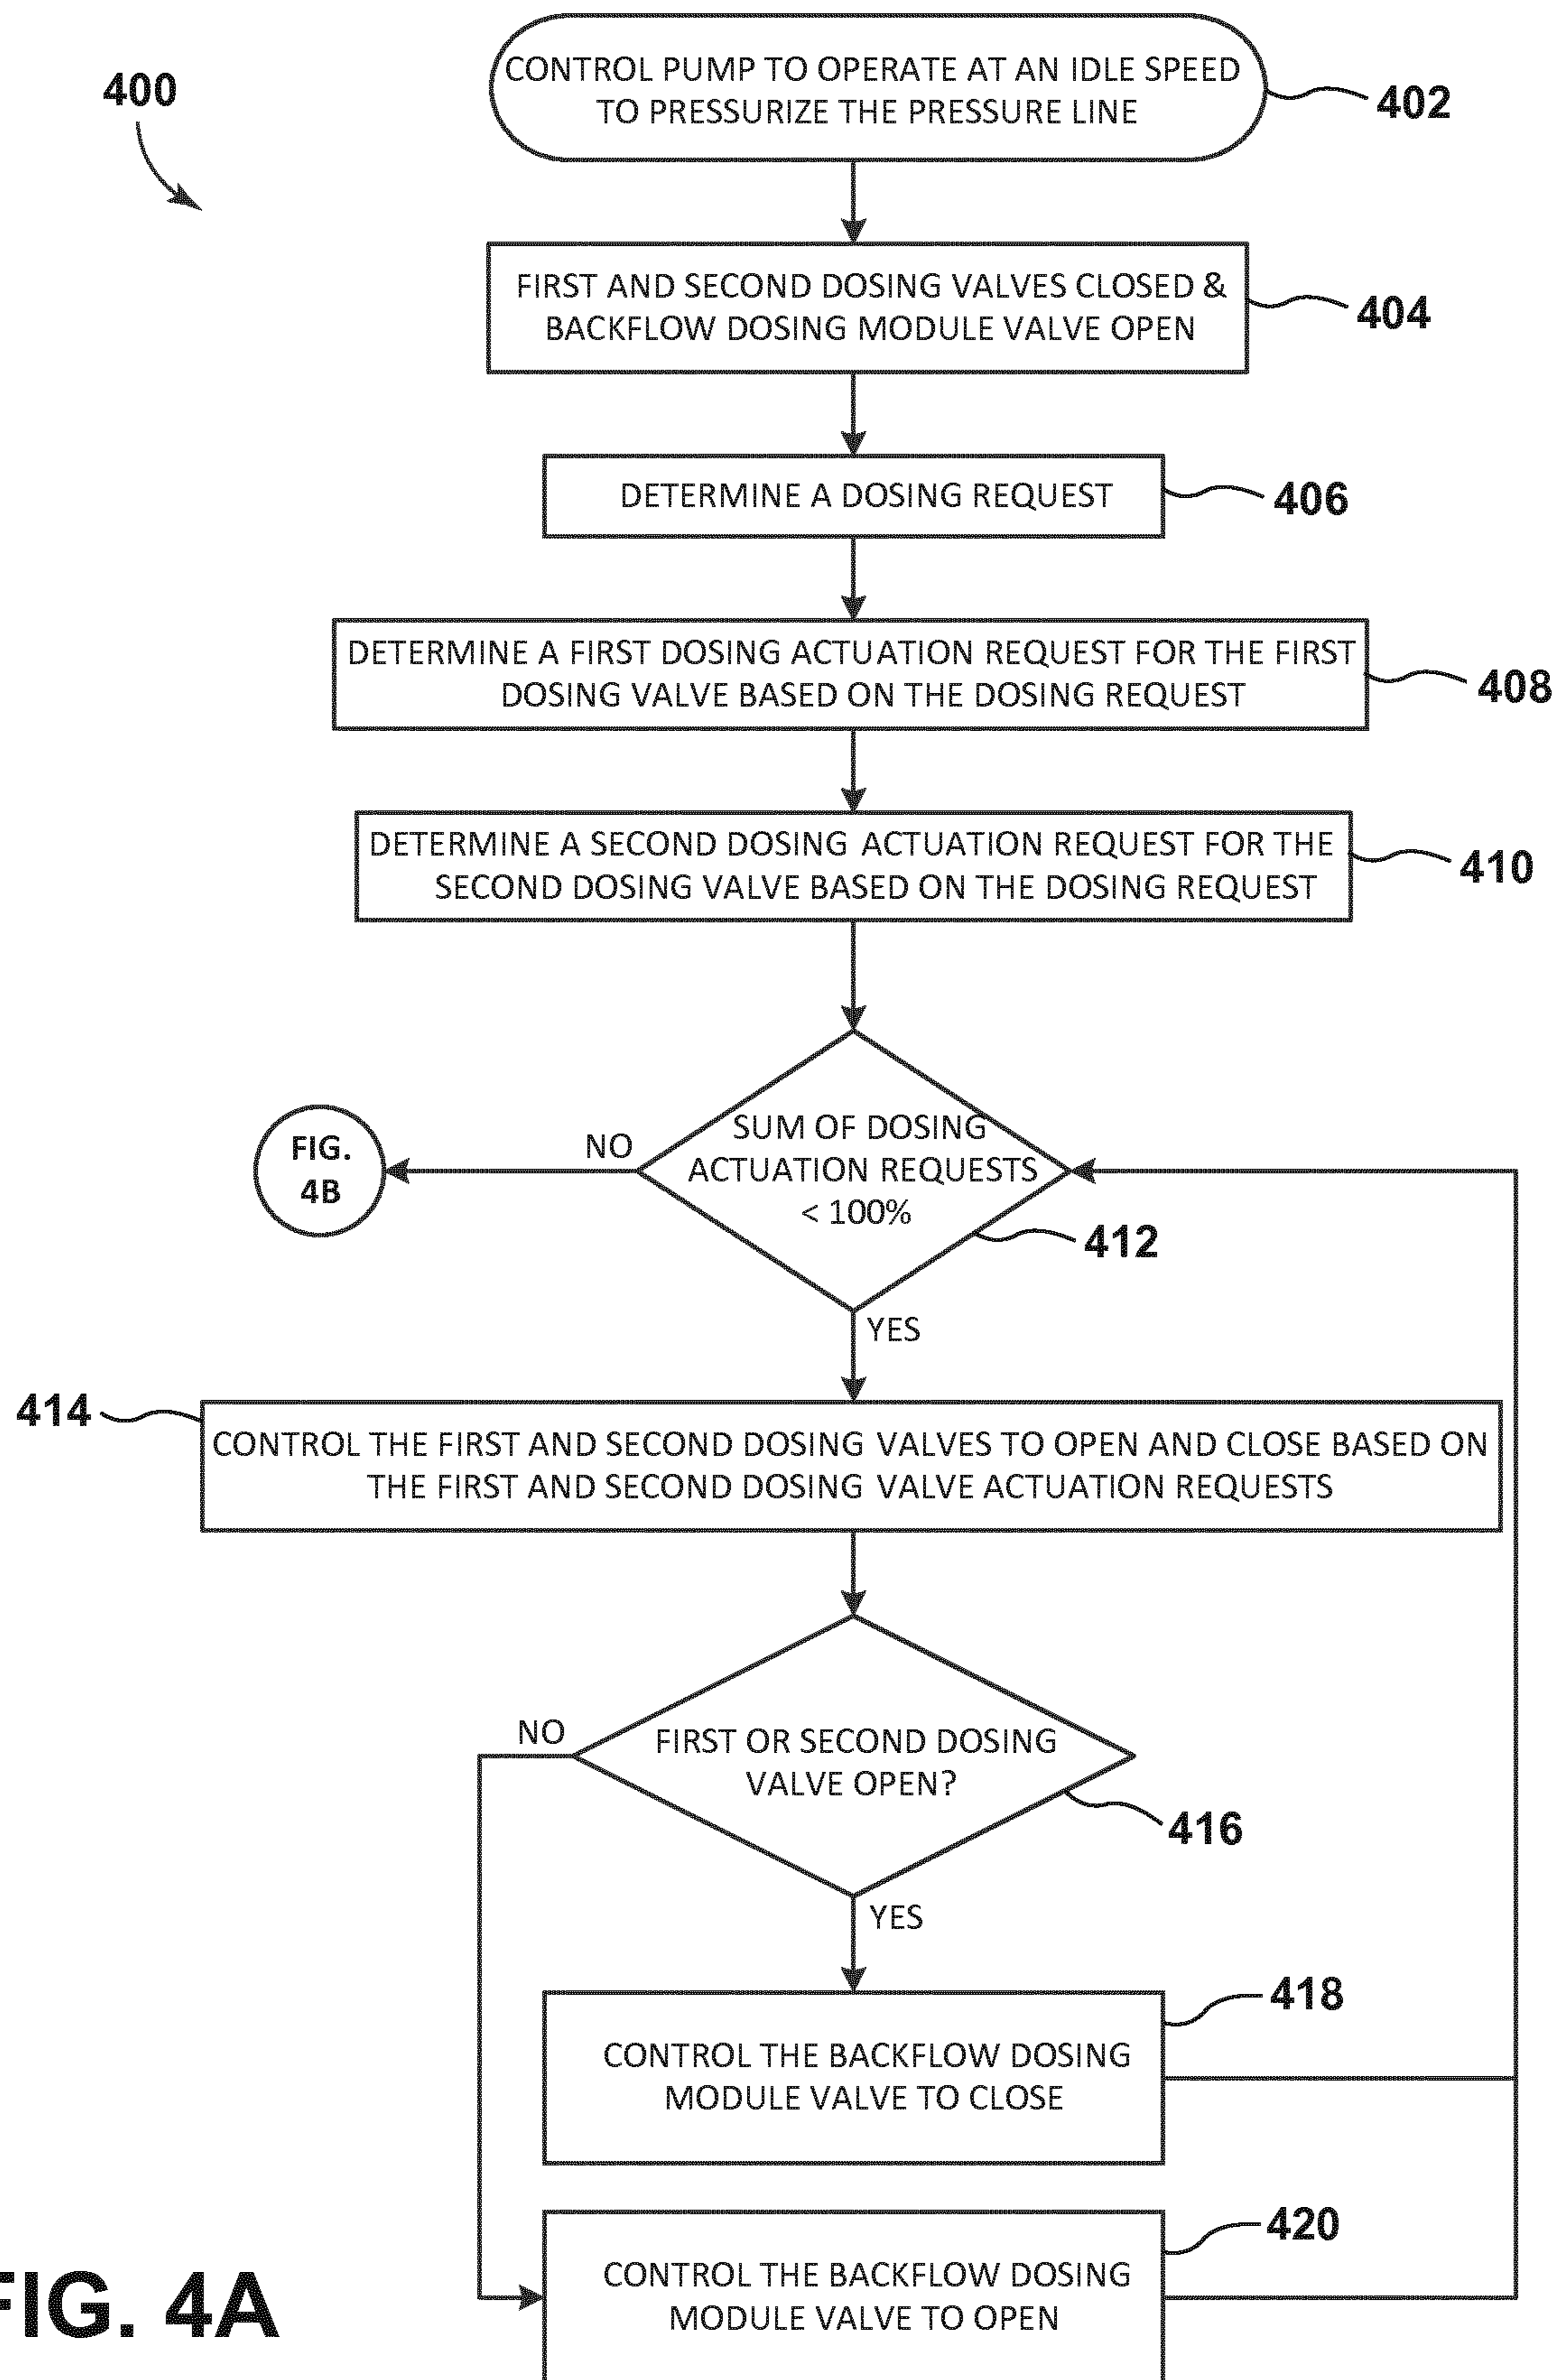 400
CONTROL PUMP TO OPERATE AT AN IDLE SPEED
TO PRESSURIZE THE PRESSURE LINE
402
FIRST AND SECOND DOSING VALVES CLOSED &
BACKFLOW DOSING MODULE VALVE OPEN
404
DETERMINE A DOSING REQUEST
406
DETERMINE A FIRST DOSING ACTUATION REQUEST FOR THE FIRST
DOSING VALVE BASED ON THE DOSING REQUEST
408
DETERMINE A SECOND DOSING ACTUATION REQUEST FOR THE
SECOND DOSING VALVE BASED ON THE DOSING REQUEST
410
SUM OF DOSING
ACTUATION REQUESTS
< 100%
412
NO
FIG.
4B
YES
414
CONTROL THE FIRST AND SECOND DOSING VALVES TO OPEN AND CLOSE BASED ON
THE FIRST AND SECOND DOSING VALVE ACTUATION REQUESTS
FIRST OR SECOND DOSING
VALVE OPEN?
416
NO
YES
418
CONTROL THE BACKFLOW DOSING
MODULE VALVE TO CLOSE
420
CONTROL THE BACKFLOW DOSING
MODULE VALVE TO OPEN
FIG. 4A